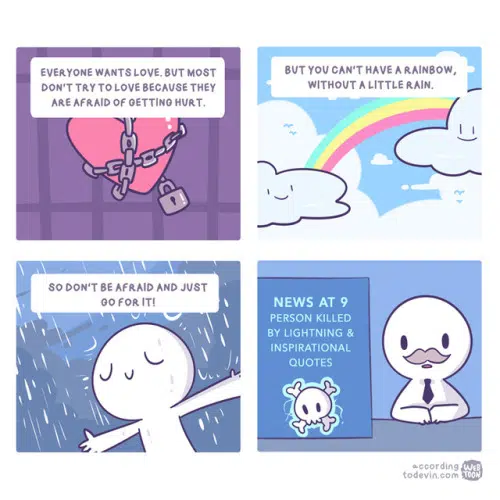 EVERYONE WANTS LOVE. BUT MOST
DON'T TRY TO LOVE BECAUSE THEY
ARE AFRAID OF GETTING HURT.
BUT YOU CAN'T HAVE A RAINBOW,
WITHOUT A LITTLE RAIN.
SO DON'T BE AFRAID AND JUST
GO FOR IT!
NEWS AT 9
PERSON KILLED
BY LIGHTNING &
INSPIRATIONAL
QUOTES
according
todevin.com
WEB
TOON